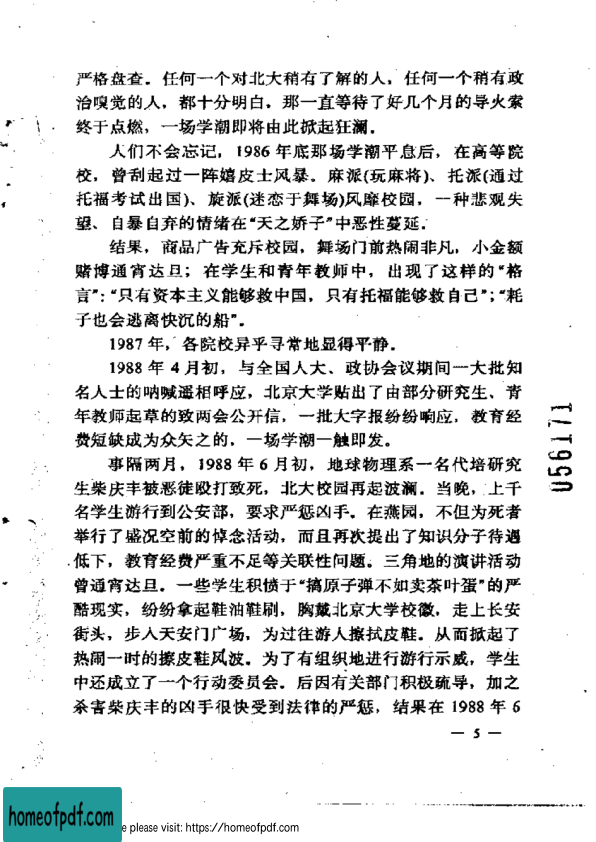 严格盘查。任何一个对北大稍有了解的人，任何一个稍有政
治嗅觉的人，都十分明白，那一直等待了好几个月的导火索
终于点燃，一场学潮即将由此掀起狂澜。
人们不会忘记，1986年底那场学潮平息后，在高等院
校，曾刮起过一阵嬉皮士风暴。麻派(玩麻将)、托派(通过
托福考试出国)、旋派(迷恋于舞场)风靡校园，一种悲观失
望、自暴自弃的情绪在“天之娇子”中恶性蔓延.
结果，商品广告充斥校园，舞场门前热闹非凡，小金额
赌博通宵达旦；在学生和青年教师中，出现了这样的“格
言”：“只有资本主义能够救中国，只有托福能够救自己”；“耗
子也会逃离快沉的船”.
1987年，各院校异乎寻常地显得平静.
1988年4月初，与全国人大、政协会议期间一大批知
名人士的呐喊遥相呼应，北京大学贴出了由部分研究生、青
年教师起草的致两会公开信，一批大字报纷纷响应，教育经
费短缺成为众矢之的，一场学潮一触即发.
事隔两月，1988年6月初，地球物理系一名代培研究
生柴庆丰被恶徒殴打致死，北大校园再起波澜。当晚，上千
名学生游行到公安部，要求严惩凶手。在燕园，不但为死者
举行了盛况空前的悼念活动，而且再次提出了知识分子待遇
低下，教育经费严重不足等关联性问题。三角地的演讲活动
曾通宵达旦。一些学生积愤于“搞原子弹不如卖茶叶蛋”的严
酷现实，纷纷拿起鞋油鞋刷，胸戴北京大学校徽，走上长安
街头，步入天安门广场，为过往游人擦拭皮鞋。从而掀起了
热闹一时的擦皮鞋风波。为了有组织地进行游行示威，学生
中还成立了一个行动委员会。后因有关部门积极疏导，加之
杀害柴庆丰的凶手很快受到法律的严惩，结果在1988年6
— 5 —
056171
homeofpdf.com
e please visit: https://homeofpdf.com